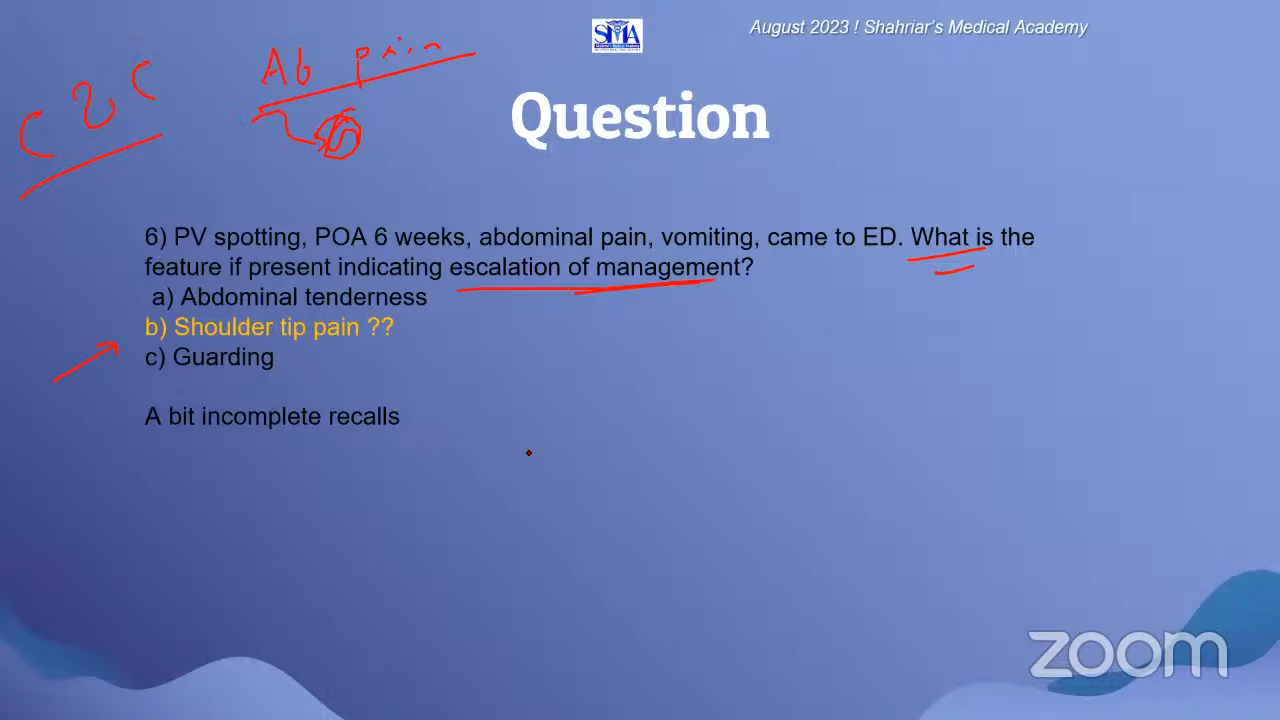 August 2023 ! Shahriar's Medical Academy
SMA
Ab pain
Question
6) PV spotting, POA 6 weeks, abdominal pain, vomiting, came to ED. What is the
feature if present indicating escalation of management?
a) Abdominal tenderness
b) Shoulder tip pain ??
c) Guarding
A bit incomplete recalls
zoom